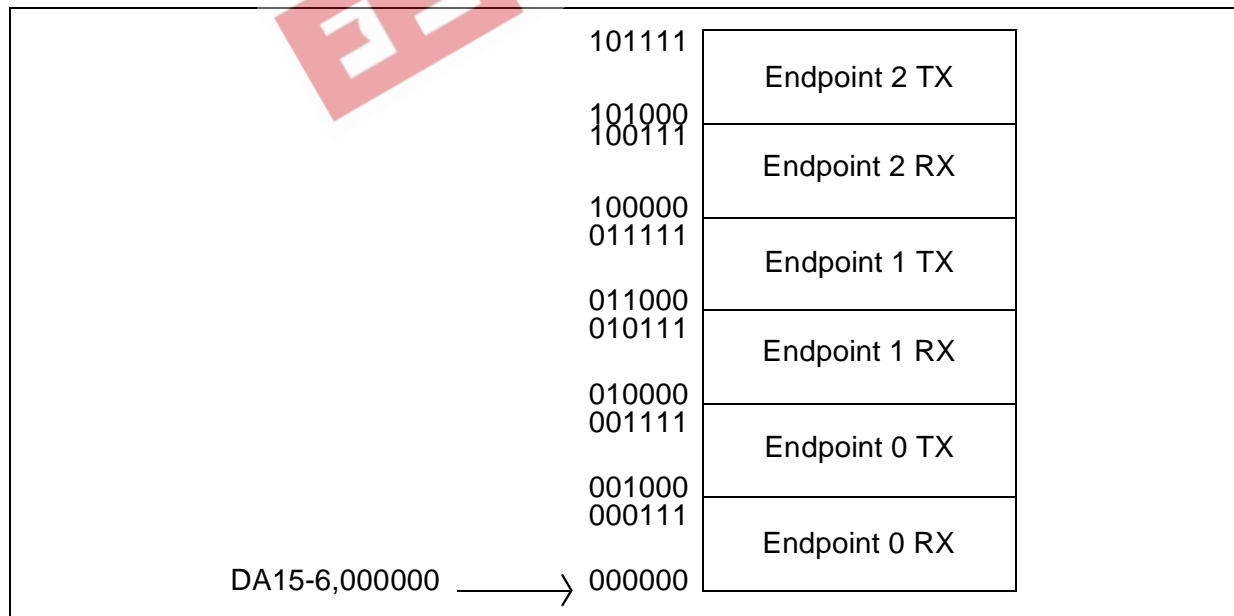 101111
Endpoint 2 TX
101000
100111
Endpoint 2 RX
100000
011111
Endpoint 1 TX
011000
010111
Endpoint 1 RX
010000
001111
Endpoint 0 TX
001000
000111
Endpoint 0 RX
DA15-6,000000 000000